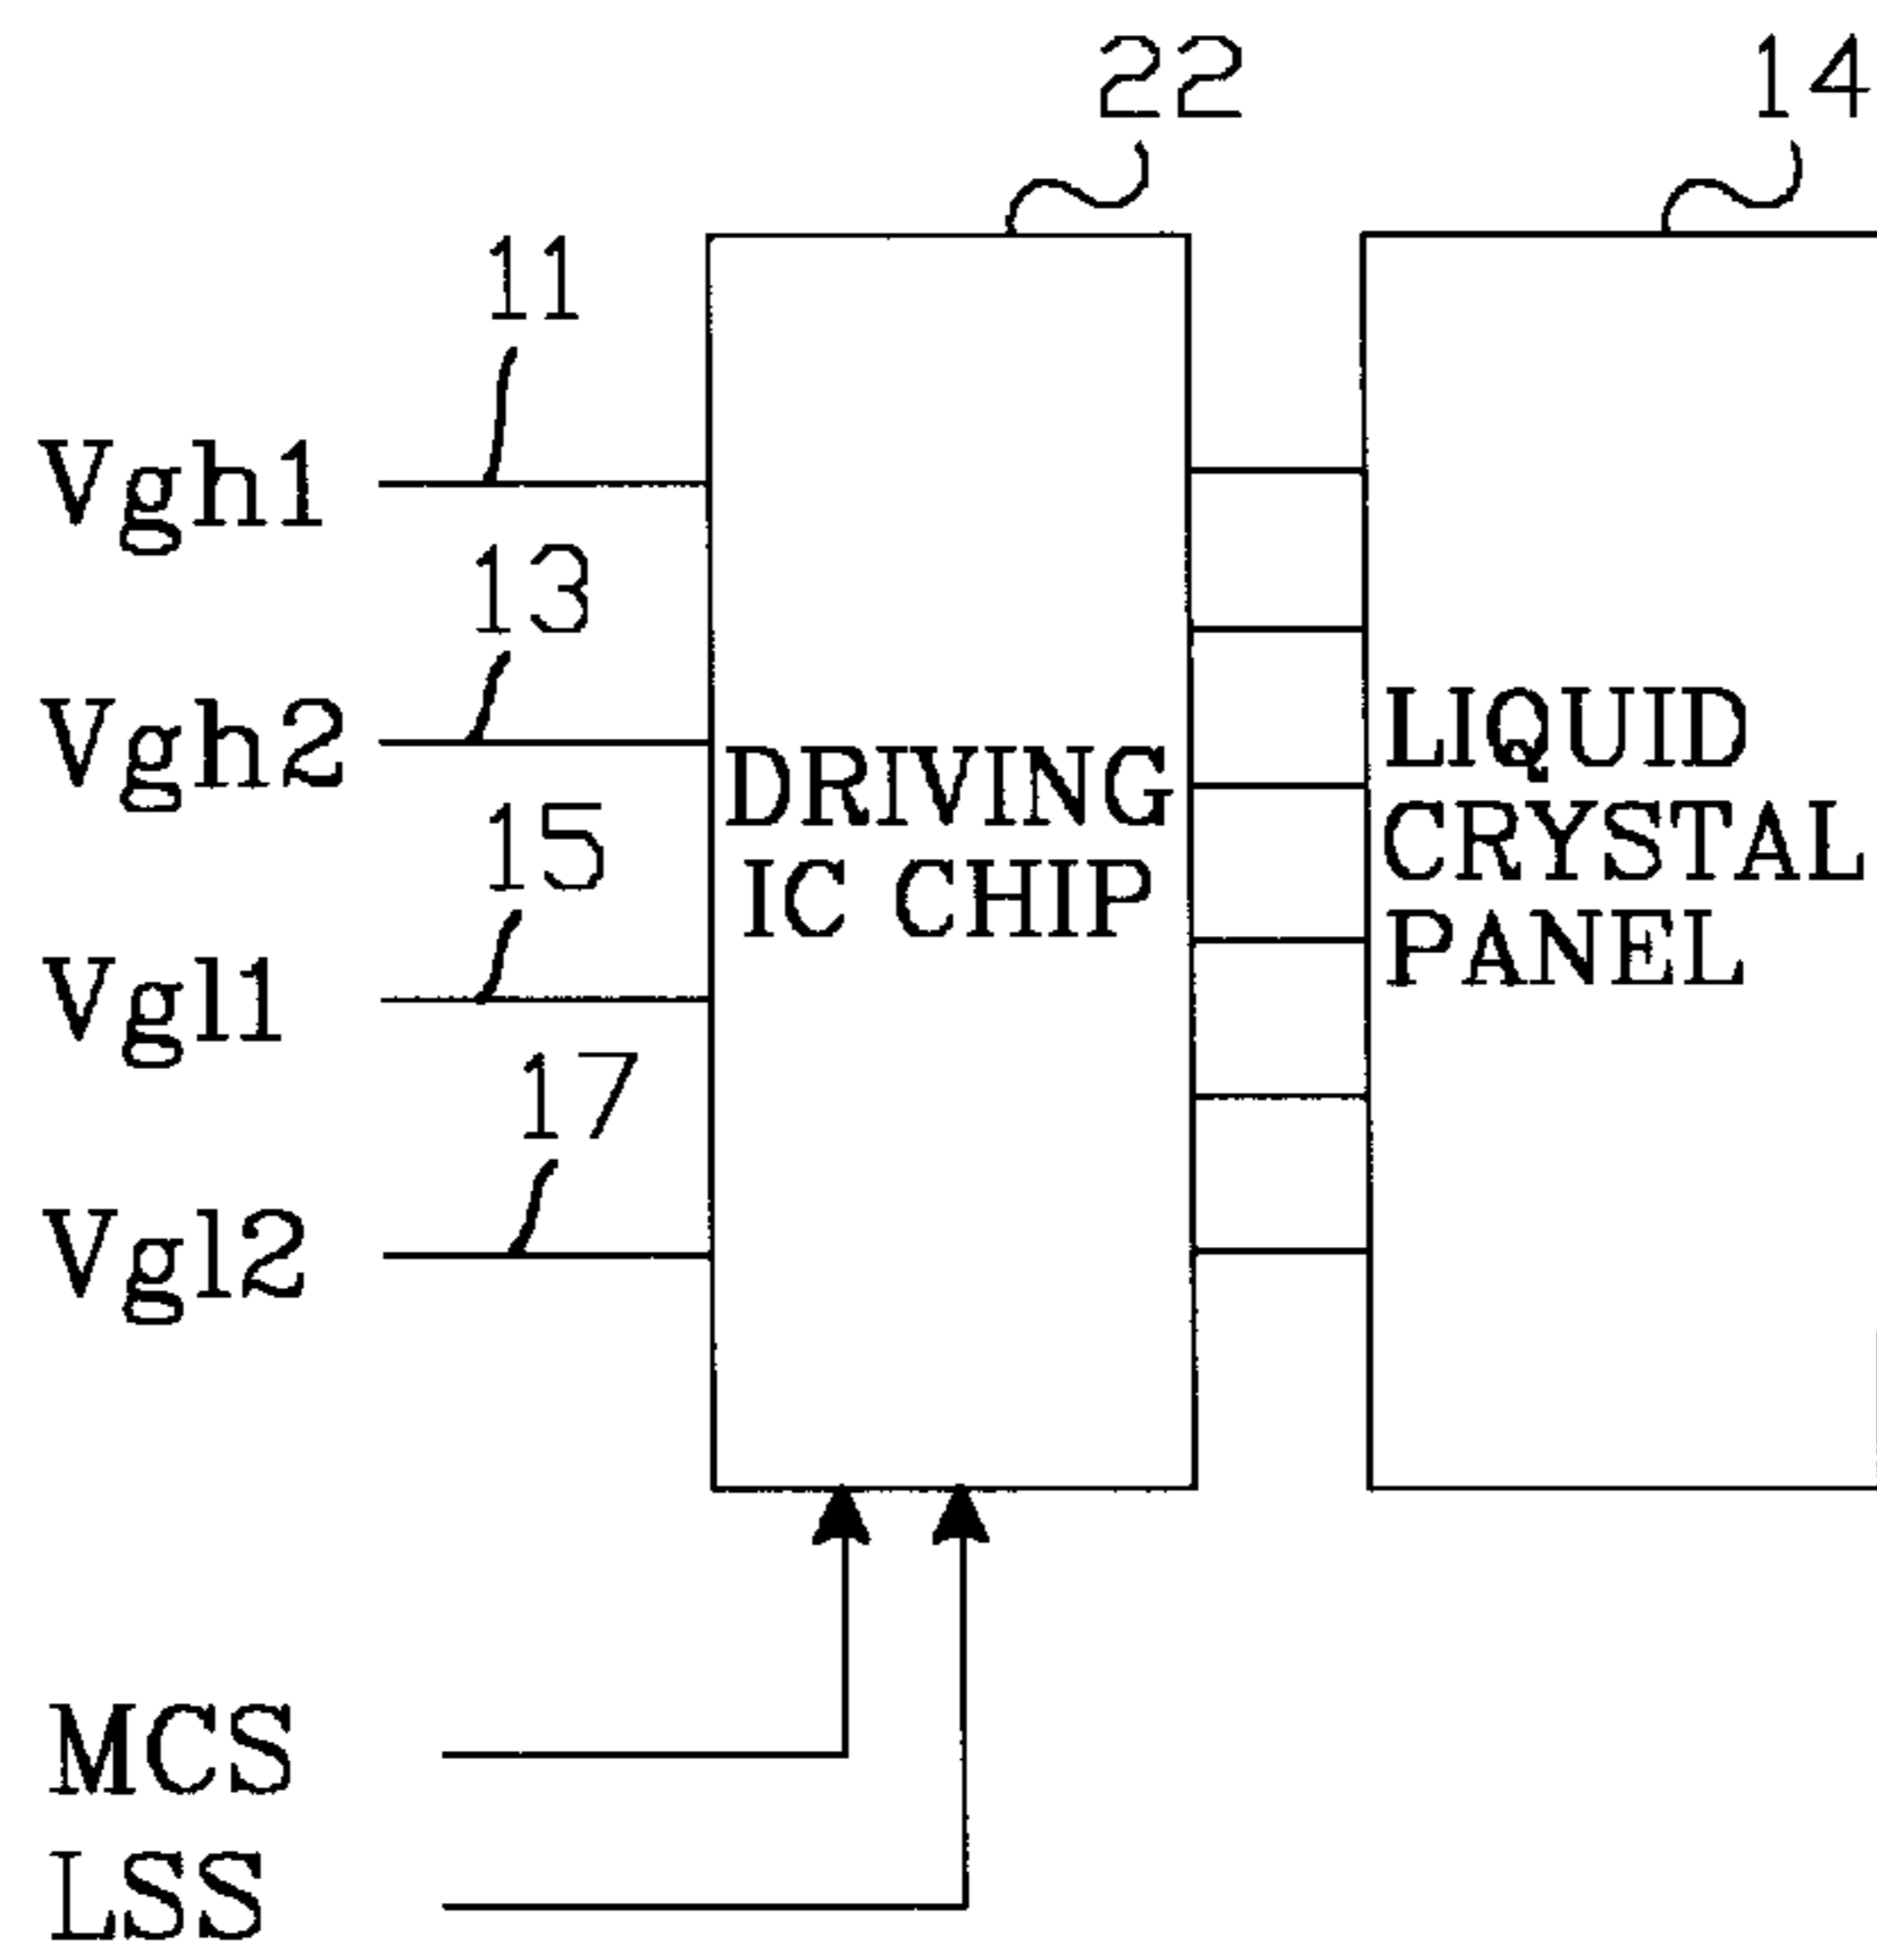 22
14
11
Vgh1
13
Vgh2
15
Vgl1
17
Vgl2
DRIVING
IC CHIP
LIQUID
CRYSTAL
PANEL
MCS
LSS